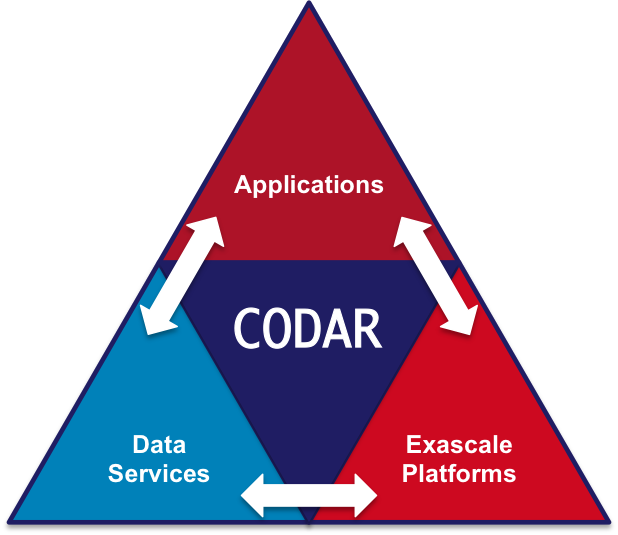 Applications
CODAR
Data
Services
Exascale
Platforms